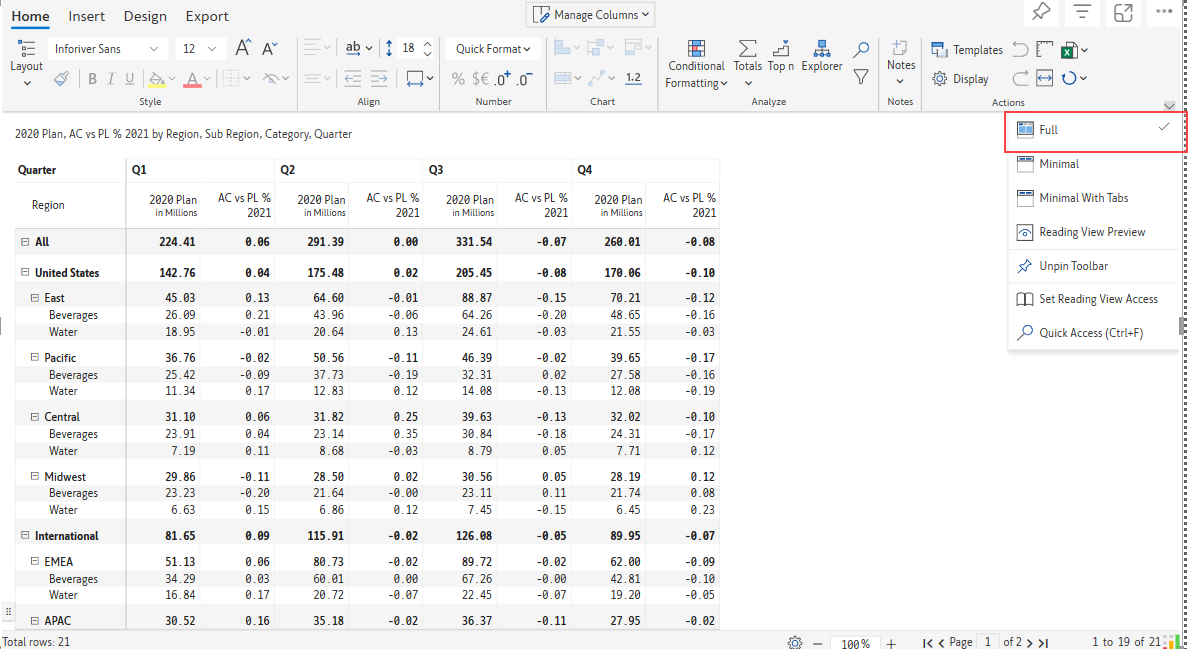 Home Insert Design Export Manage Columns
Inforiver Sans 12 A A ab 18 Quick Format Templates
Layout Conditional Formatting Totals Top n Explorer Notes
B I U A % $€ .0+ .0- 1.2 Display
Style Align Number Chart Analyze Notes Actions
2020 Plan, AC vs PL % 2021 by Region, Sub Region, Category, Quarter
Full
Minimal
Minimal With Tabs
Reading View Preview
Unpin Toolbar
Set Reading View Access
Quick Access (Ctrl+F)
Quarter Q1 Q2 Q3 Q4
Region 2020 Plan in Millions AC vs PL % 2021 2020 Plan in Millions AC vs PL % 2021 2020 Plan in Millions AC vs PL % 2021 2020 Plan in Millions AC vs PL % 2021
All 224.41 0.06 291.39 0.00 331.54 -0.07 260.01 -0.08
United States 142.76 0.04 175.48 0.02 205.45 -0.08 170.06 -0.10
East 45.03 0.13 64.60 -0.01 88.87 -0.15 70.21 -0.12
Beverages 26.09 0.21 43.96 -0.06 64.26 -0.20 48.65 -0.16
Water 18.95 -0.01 20.64 0.13 24.61 -0.03 21.55 -0.03
Pacific 36.76 -0.02 50.56 -0.11 46.39 -0.02 39.65 -0.17
Beverages 25.42 -0.09 37.73 -0.19 32.31 0.02 27.58 -0.16
Water 11.34 0.17 12.83 0.12 14.08 -0.13 12.08 -0.19
Central 31.10 0.06 31.82 0.25 39.63 -0.13 32.02 -0.10
Beverages 23.91 0.04 23.14 0.35 30.84 -0.18 24.31 -0.17
Water 7.19 0.11 8.68 -0.03 8.79 0.05 7.71 0.12
Midwest 29.86 -0.11 28.50 0.02 30.56 0.05 28.19 0.12
Beverages 23.23 -0.20 21.64 -0.00 23.11 0.11 21.74 0.08
Water 6.63 0.15 6.86 0.12 7.45 -0.15 6.45 0.23
International 81.65 0.09 115.91 -0.02 126.08 -0.05 89.95 -0.07
EMEA 51.13 0.06 80.73 -0.02 89.72 -0.02 62.00 -0.09
Beverages 34.29 0.03 60.01 0.00 67.26 -0.00 42.81 -0.10
Water 16.84 0.17 20.72 -0.07 22.45 -0.07 19.20 -0.05
APAC 30.52 0.16 35.18 -0.02 36.37 -0.11 27.95 -0.02
Total rows: 21 100% Page 1 of 2 1 to 19 of 21